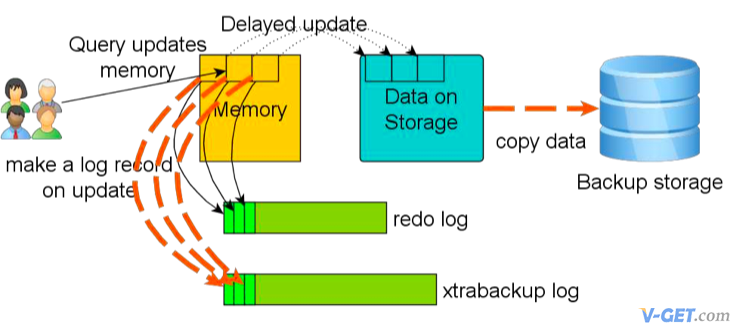 Delayed update
Query updates
memory
Memory
Data on
Storage
copy data
Backup storage
make a log record
on update
redo log
xtrabackup log
V-GET.com